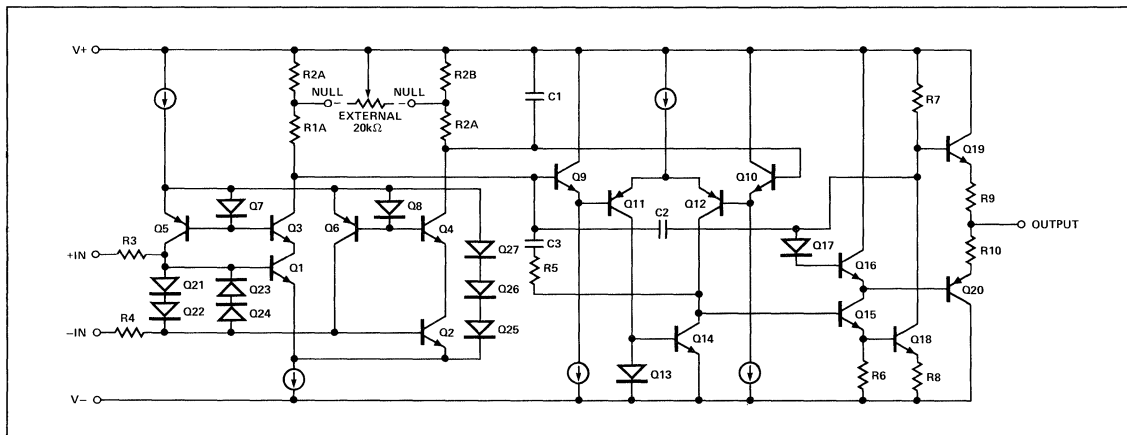 V+
R2A
NULL
NULL
R2B
EXTERNAL
20kΩ
R1A
R2A
C1
R7
Q19
Q9
Q10
Q7
Q8
Q11
Q12
R9
Q5
Q3
Q6
Q4
C2
OUTPUT
R3
+IN
Q27
C3
Q17
Q16
R10
Q1
R5
Q21
Q23
Q26
Q20
Q22
Q24
Q15
R4
-IN
Q25
Q2
Q14
Q18
Q13
R6
R8
V-